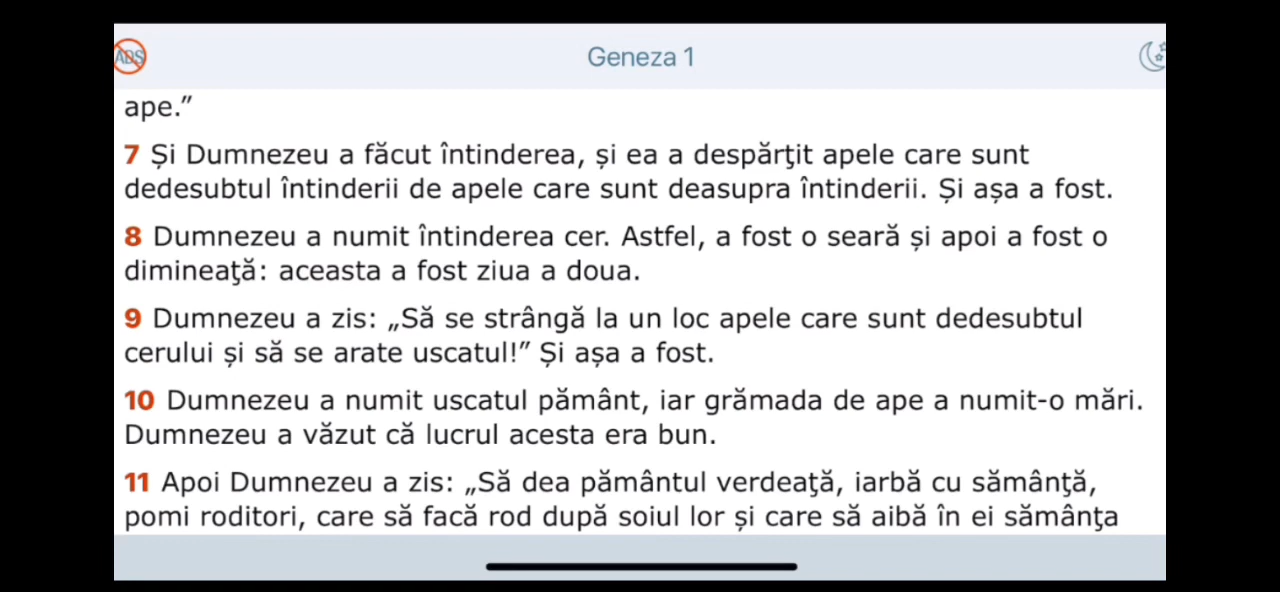 ADS
Geneza 1
ape.”
7 Și Dumnezeu a făcut întinderea, și ea a despărţit apele care sunt
dedesubtul întinderii de apele care sunt deasupra întinderii. Și așa a fost.
8 Dumnezeu a numit întinderea cer. Astfel, a fost o seară și apoi a fost o
dimineaţă: aceasta a fost ziua a doua.
9 Dumnezeu a zis: „Să se strângă la un loc apele care sunt dedesubtul
cerului și să se arate uscatul!” Și așa a fost.
10 Dumnezeu a numit uscatul pământ, iar grămada de ape a numit-o mări.
Dumnezeu a văzut că lucrul acesta era bun.
11 Apoi Dumnezeu a zis: „Să dea pământul verdeaţă, iarbă cu sămânţă,
pomi roditori, care să facă rod după soiul lor și care să aibă în ei sămânţa